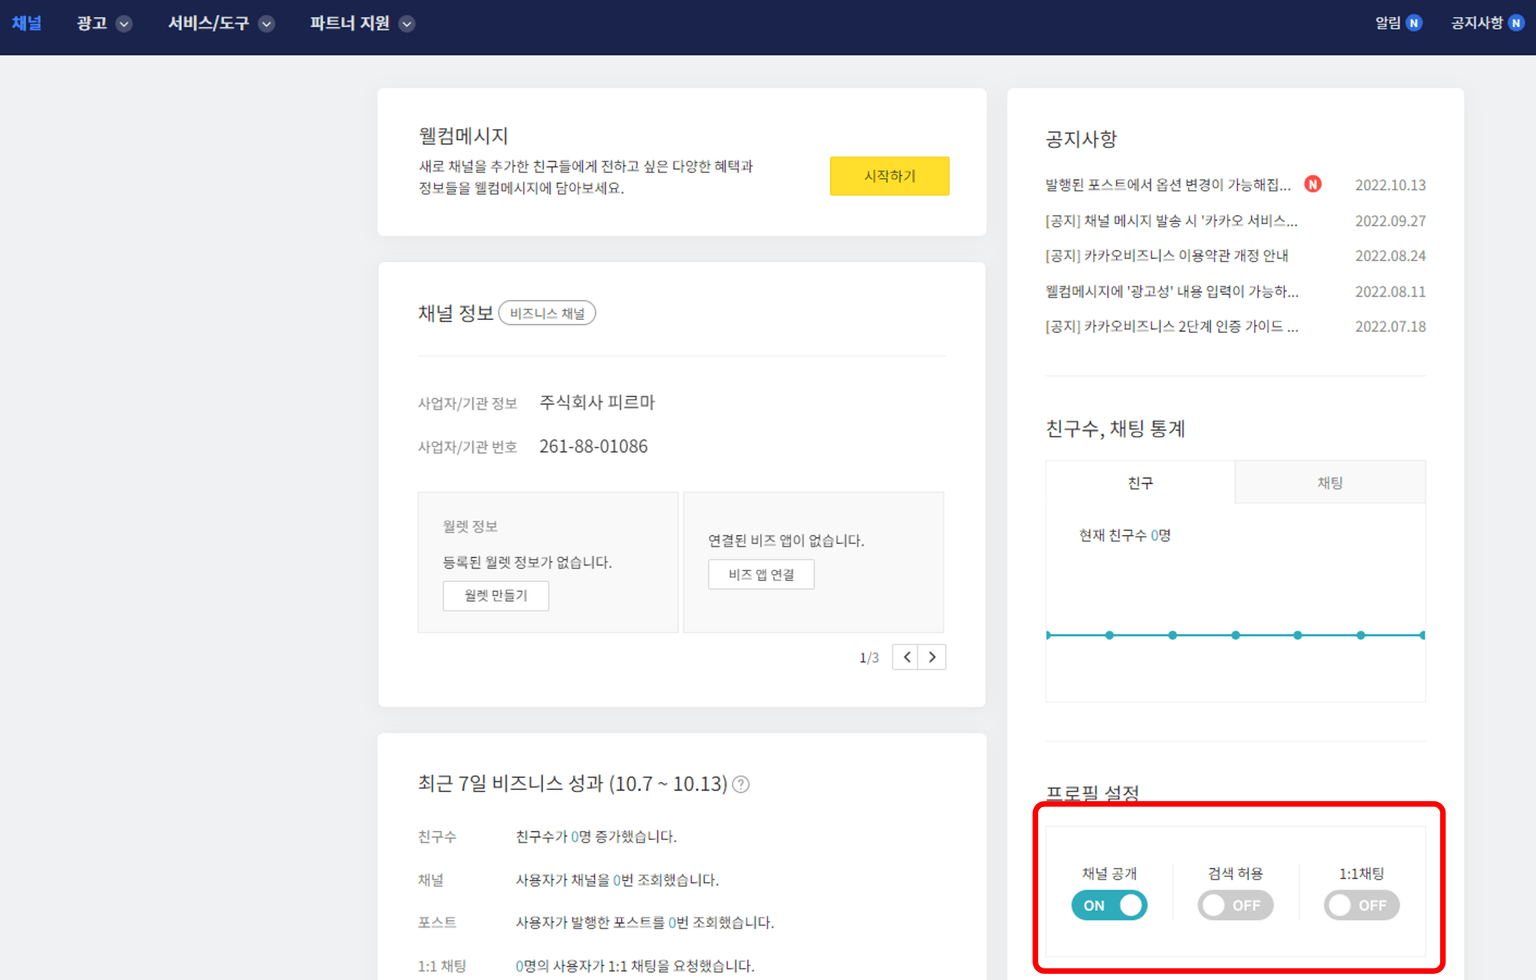 채널 광고 서비스/도구 파트너 지원 알림 N 공지사항 N
웰컴메시지
새로 채널을 추가한 친구들에게 전하고 싶은 다양한 혜택과
정보들을 웰컴메시지에 담아보세요.
시작하기
채널 정보 비즈니스 채널
사업자/기관 정보 주식회사 피르마
사업자/기관 번호 261-88-01086
월렛 정보
등록된 월렛 정보가 없습니다.
월렛 만들기
연결된 비즈 앱이 없습니다.
비즈 앱 연결
1/3
최근 7일 비즈니스 성과 (10.7 ~ 10.13) ?
친구수 친구수가 0명 증가했습니다.
채널 사용자가 채널을 0번 조회했습니다.
포스트 사용자가 발행한 포스트를 0번 조회했습니다.
1:1 채팅 0명의 사용자가 1:1 채팅을 요청했습니다.
공지사항
발행된 포스트에서 옵션 변경이 가능해집... N 2022.10.13
[공지] 채널 메시지 발송 시 '카카오 서비스... 2022.09.27
[공지] 카카오비즈니스 이용약관 개정 안내 2022.08.24
웰컴메시지에 '광고성' 내용 입력이 가능하... 2022.08.11
[공지] 카카오비즈니스 2단계 인증 가이드 ... 2022.07.18
친구수, 채팅 통계
친구 채팅
현재 친구수 0명
프로필 설정
채널 공개 검색 허용 1:1채팅
ON OFF OFF